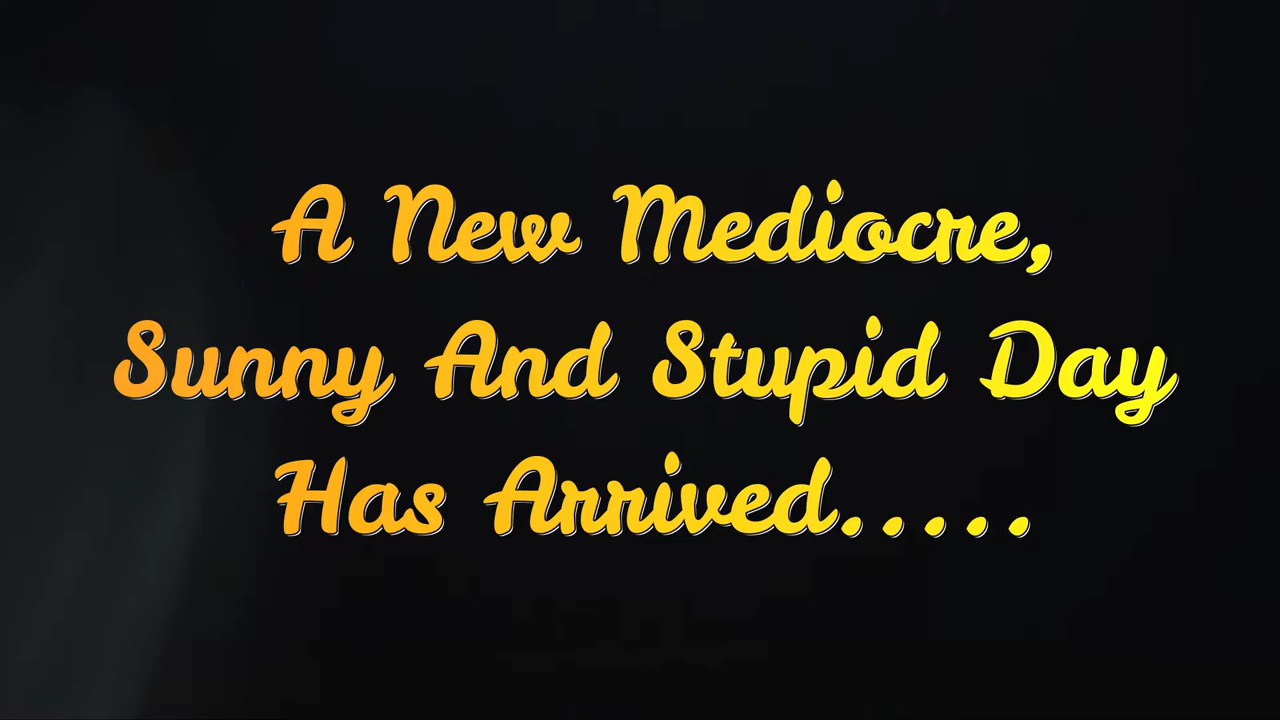 A New Mediocre,
Sunny And Stupid Day
Has Arrived.....